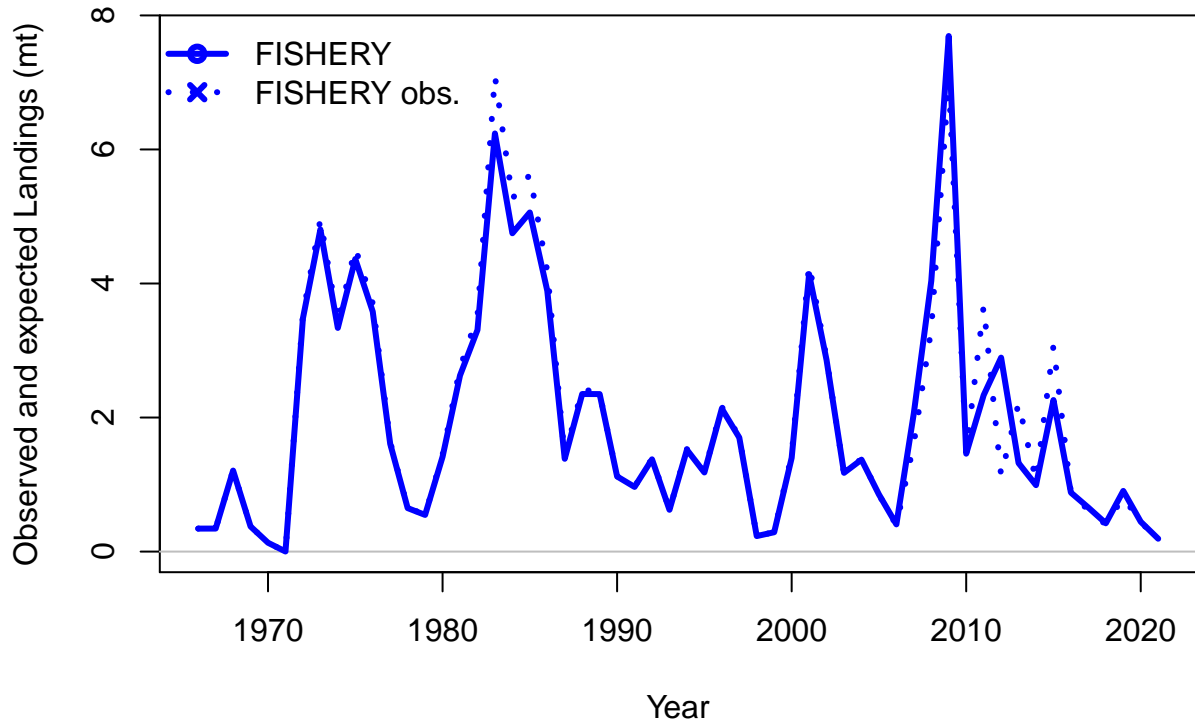 Observed and expected Landings (mt)
8
6
4
2
0
FISHERY
FISHERY obs.
1970 1980 1990 2000 2010 2020
Year